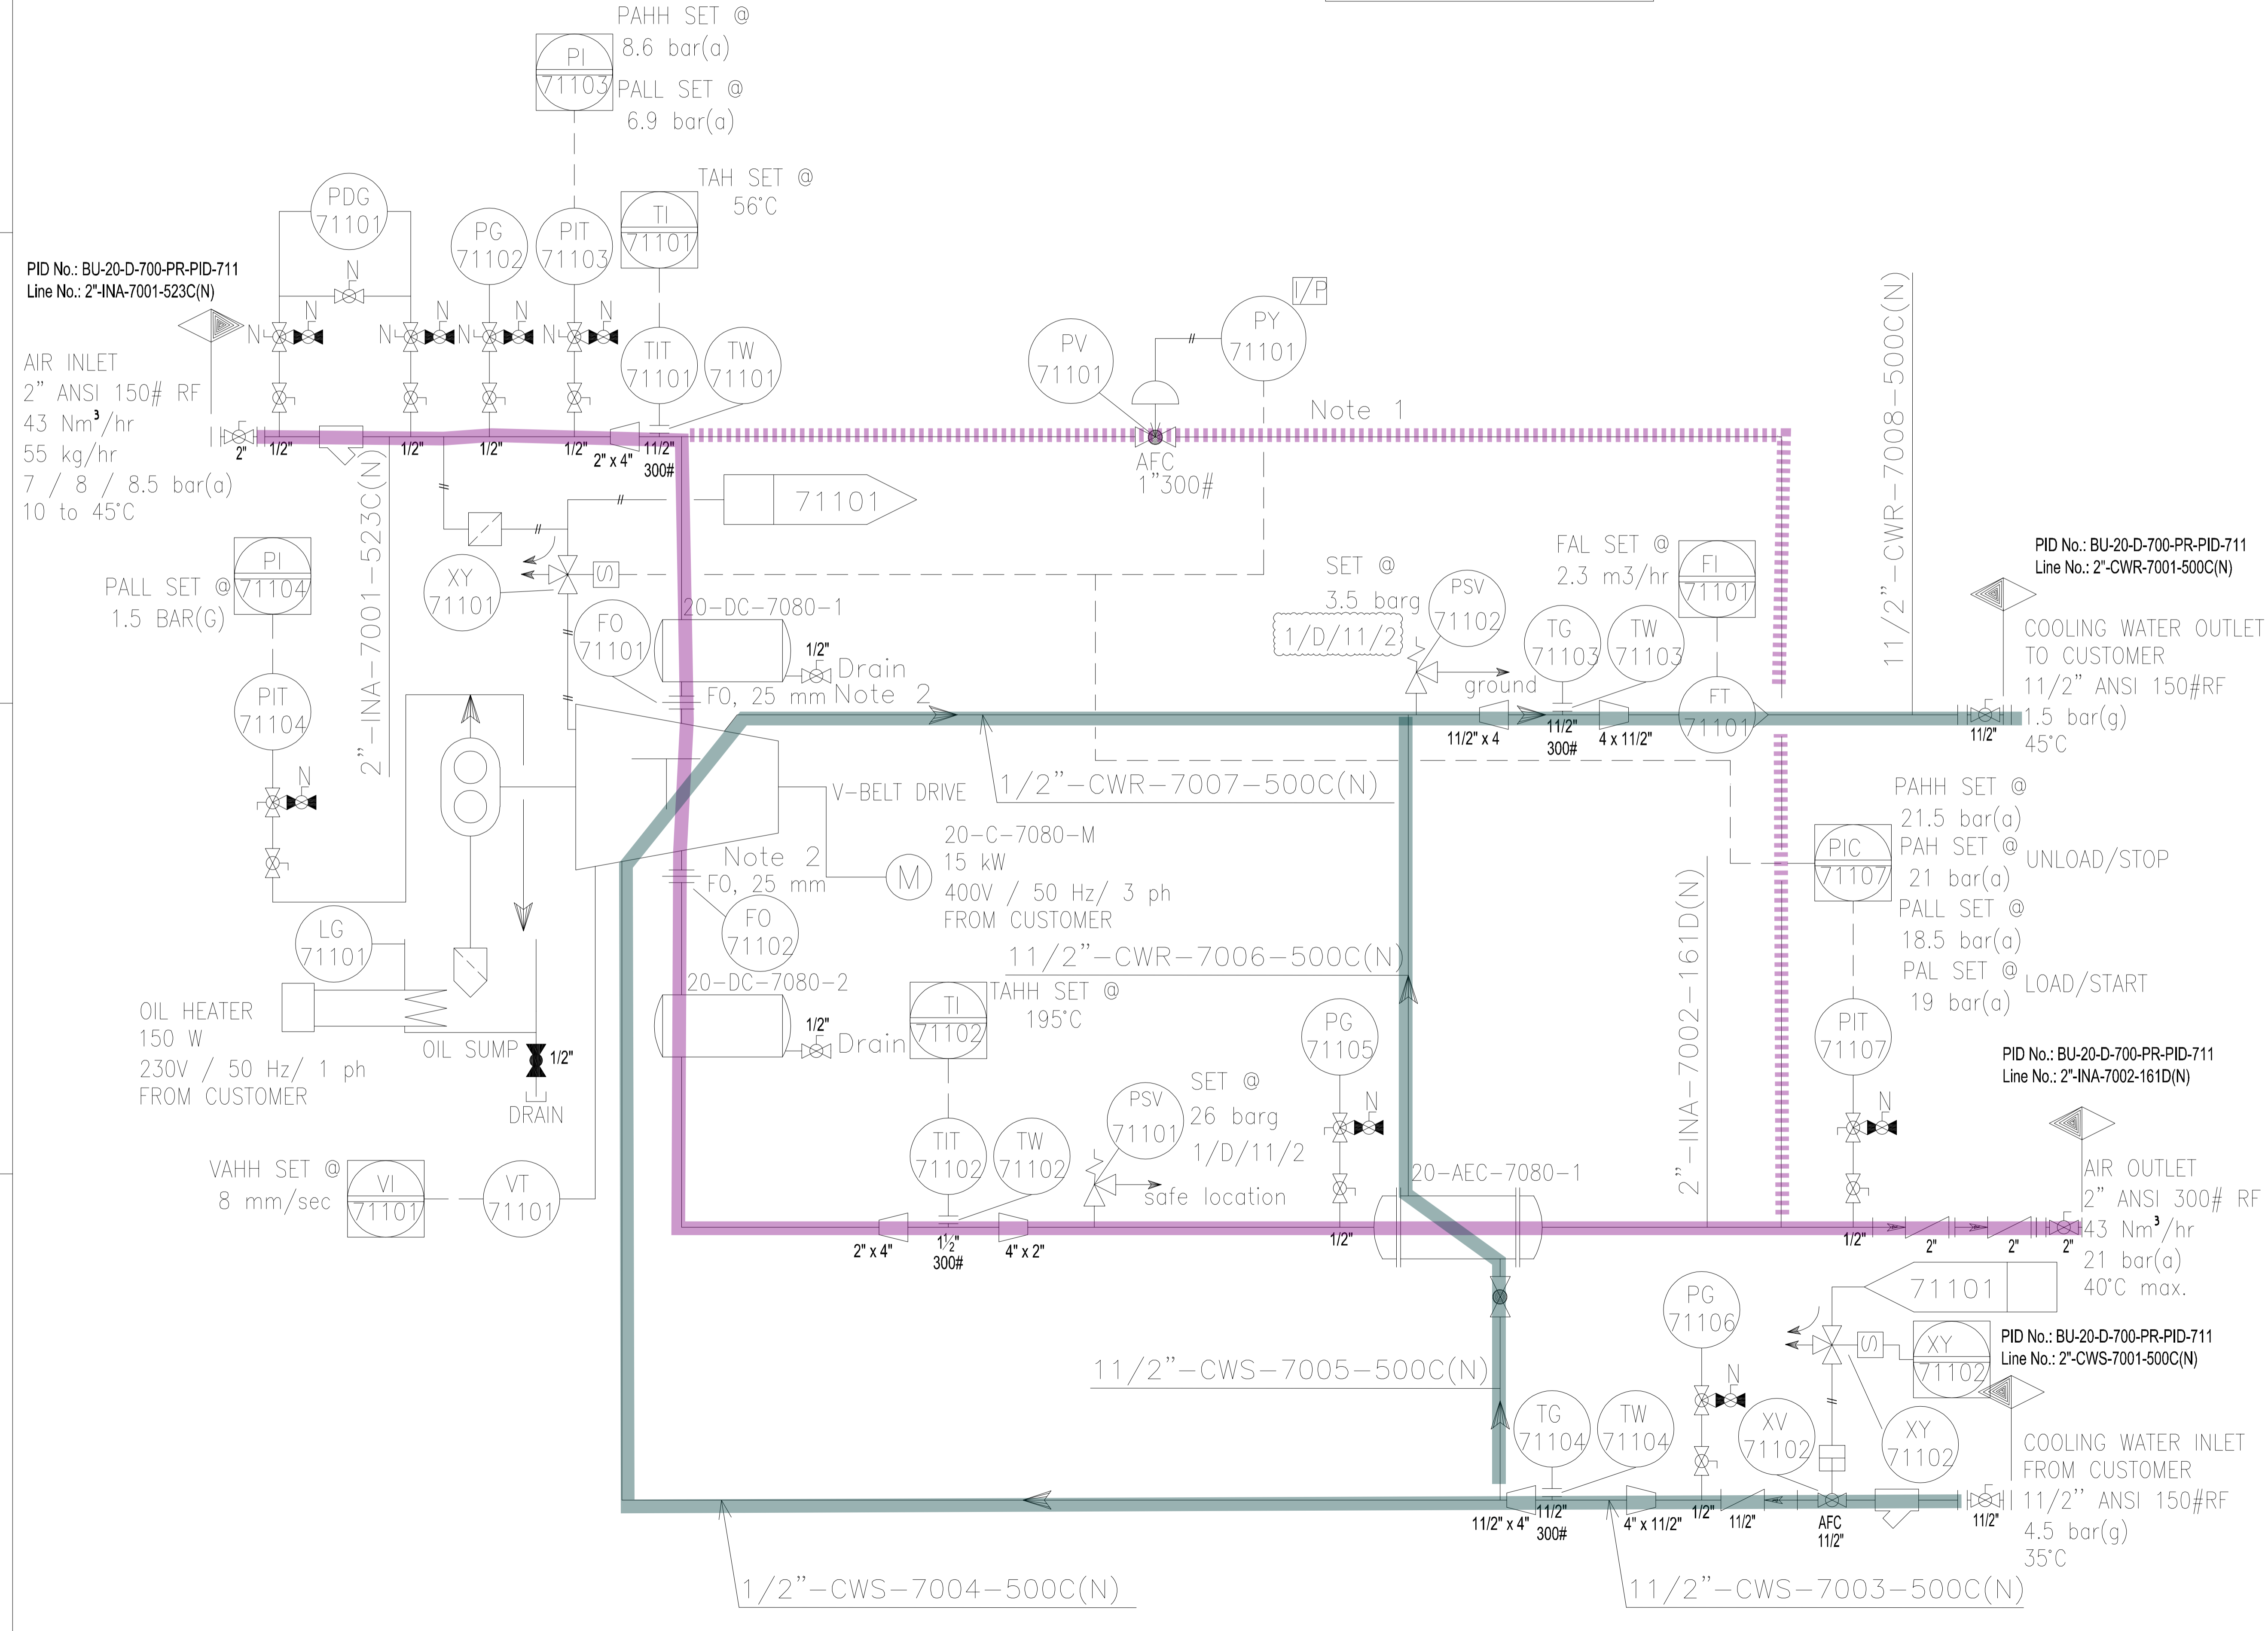 PAHH SET @
8.6 bar(a)
PI
71103
PALL SET @
6.9 bar(a)
TAH SET @
56°C
PDG
71101
PG
71102
PIT
71103
TI
71101
N
PID No.: BU-20-D-700-PR-PID-711
Line No.: 2"-INA-7001-523C(N)
N
N
N
N
N
N
N
N
TIT
71101
TW
71101
AIR INLET
2" ANSI 150# RF
43 Nm³/hr
55 kg/hr
7 / 8 / 8.5 bar(a)
10 to 45°C
2"
1/2"
1/2"
1/2"
1/2"
2" x 4"
11/2"
300#
I/P
PY
71101
PV
71101
AFC
1"300#
Note 1
11/2"-CWR-7008-500C(N)
2"-INA-7001-523C(N)
71101
PI
71104
PALL SET @
1.5 BAR(G)
XY
71101
S
FO
71101
20-DC-7080-1
1/2"
Drain
FO, 25 mm
Note 2
SET @
3.5 barg
1/D/11/2
PSV
71102
ground
FAL SET @
2.3 m3/hr
FI
71101
TG
71103
TW
71103
FT
71101
11/2" x 4
11/2"
300#
4 x 11/2"
PID No.: BU-20-D-700-PR-PID-711
Line No.: 2"-CWR-7001-500C(N)
COOLING WATER OUTLET
TO CUSTOMER
11/2" ANSI 150#RF
1.5 bar(g)
45°C
11/2"
PIT
71104
N
V-BELT DRIVE
1/2"-CWR-7007-500C(N)
20-C-7080-M
15 kW
400V / 50 Hz/ 3 ph
FROM CUSTOMER
M
Note 2
FO, 25 mm
FO
71102
11/2"-CWR-7006-500C(N)
PAHH SET @
21.5 bar(a)
PAH SET @
21 bar(a)
UNLOAD/STOP
PALL SET @
18.5 bar(a)
PAL SET @
19 bar(a)
LOAD/START
PIC
71107
PIT
71107
N
2"-INA-7002-161D(N)
LG
71101
OIL HEATER
150 W
230V / 50 Hz/ 1 ph
FROM CUSTOMER
OIL SUMP
1/2"
DRAIN
20-DC-7080-2
1/2"
Drain
TI
71102
TAHH SET @
195°C
PG
71105
N
PSV
71101
SET @
26 barg
1/D/11/2
safe location
TIT
71102
TW
71102
20-AEC-7080-1
VAHH SET @
8 mm/sec
VI
71101
VT
71101
2" x 4"
1½"
300#
4" x 2"
1/2"
PID No.: BU-20-D-700-PR-PID-711
Line No.: 2"-INA-7002-161D(N)
AIR OUTLET
2" ANSI 300# RF
43 Nm³/hr
21 bar(a)
40°C max.
1/2"
2"
2"
2"
PG
71106
N
71101
S
XY
71102
PID No.: BU-20-D-700-PR-PID-711
Line No.: 2"-CWS-7001-500C(N)
11/2"-CWS-7005-500C(N)
TG
71104
TW
71104
XV
71102
XY
71102
COOLING WATER INLET
FROM CUSTOMER
11/2" ANSI 150#RF
4.5 bar(g)
35°C
11/2" x 4"
11/2"
300#
4" x 11/2"
1/2"
11/2"
AFC
11/2"
11/2"
1/2"-CWS-7004-500C(N)
11/2"-CWS-7003-500C(N)